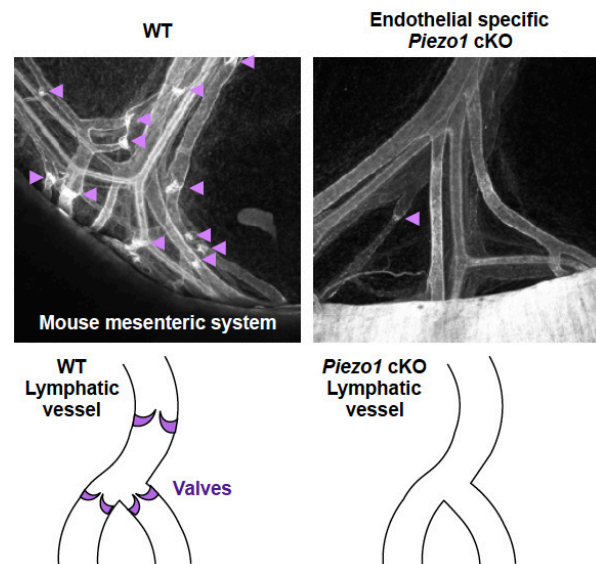 WT
Endothelial specific
Piezo1 cKO
Mouse mesenteric system
WT
Lymphatic
vessel
Valves
Piezo1 cKO
Lymphatic
vessel